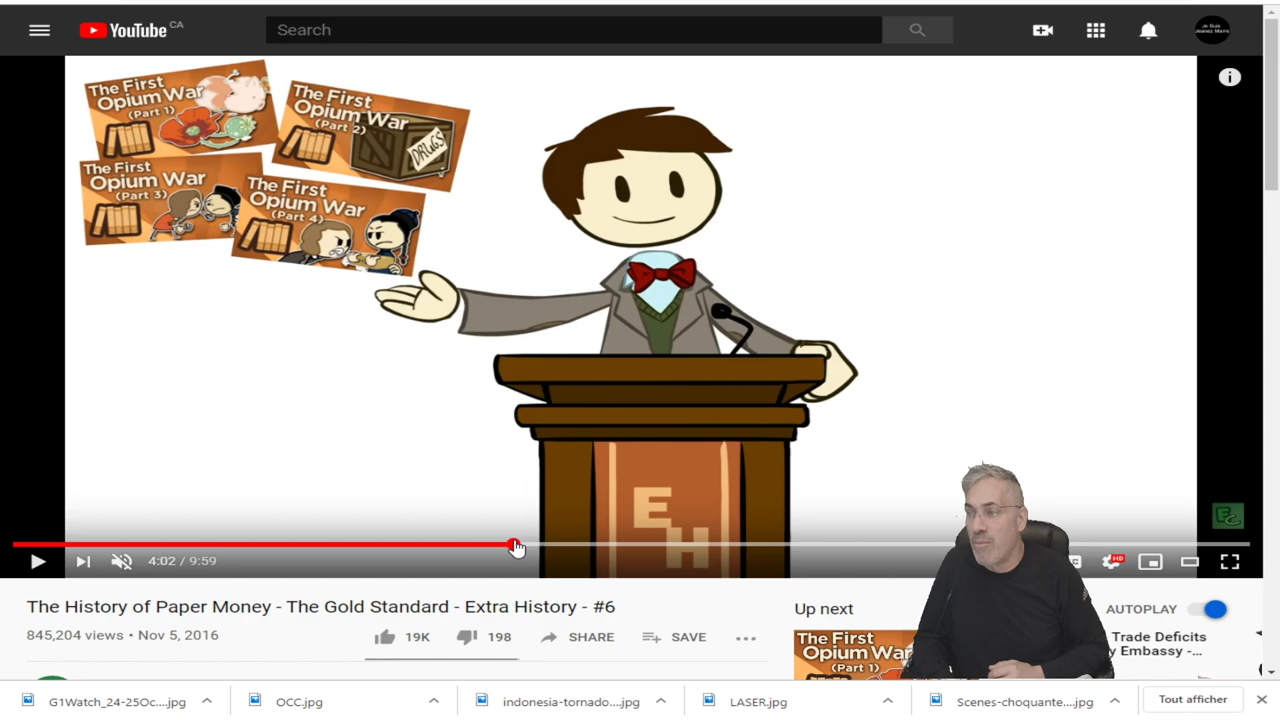 YouTube CA
Search
Je Suis
The First
Opium War
(Part 1)
The First
Opium War
(Part 2)
DRUGS
The First
Opium War
(Part 3)
The First
Opium War
(Part 4)
EH
EC
4:02 / 9:59
HD
The History of Paper Money - The Gold Standard - Extra History - #6
845,204 views • Nov 5, 2016
19K
198
SHARE
SAVE
Up next
AUTOPLAY
The First
Opium War
(Part 1)
Trade Deficits
y Embassy -...
G1Watch_24-25Oc....jpg
OCC.jpg
indonesia-tornado....jpg
LASER.jpg
Scenes-choquante....jpg
Tout afficher